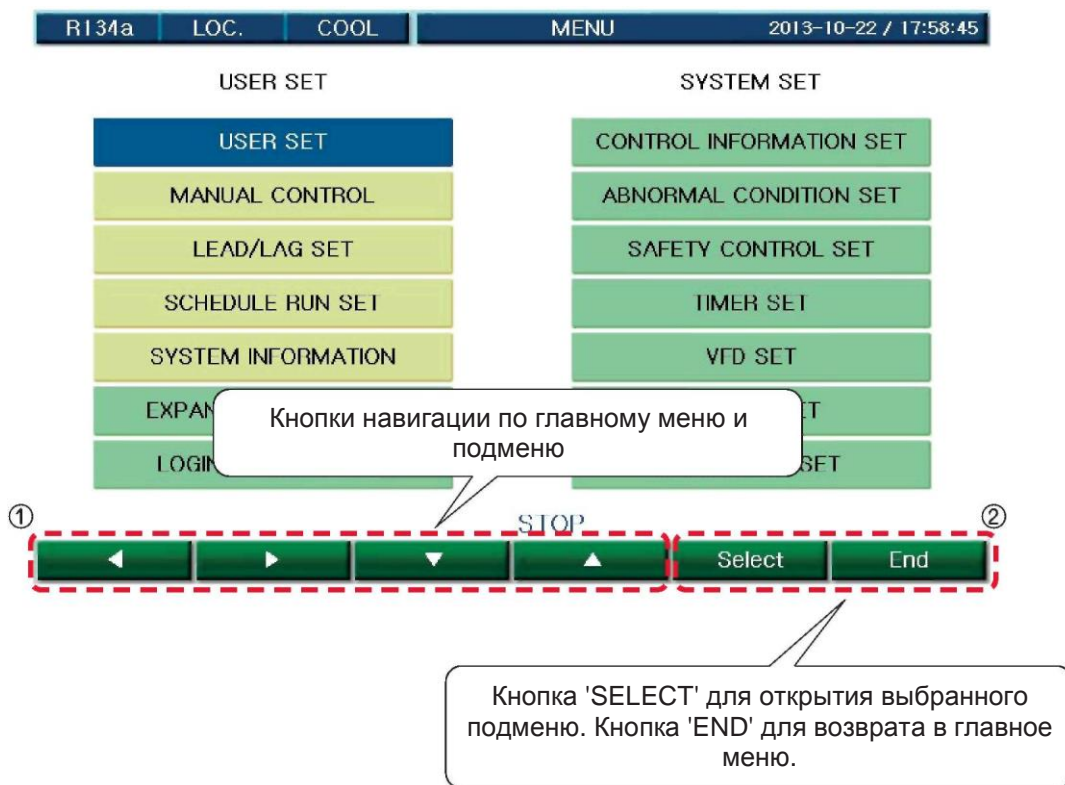 R134a LOC. COOL MENU 2013-10-22 / 17:58:45
USER SET SYSTEM SET
USER SET CONTROL INFORMATION SET
MANUAL CONTROL ABNORMAL CONDITION SET
LEAD/LAG SET SAFETY CONTROL SET
SCHEDULE RUN SET TIMER SET
SYSTEM INFORMATION VFD SET
Кнопки навигации по главному меню и
подменю
LOGIN SET
① STOP ②
Select End
Кнопка 'SELECT' для открытия выбранного
подменю. Кнопка 'END' для возврата в главное
меню.